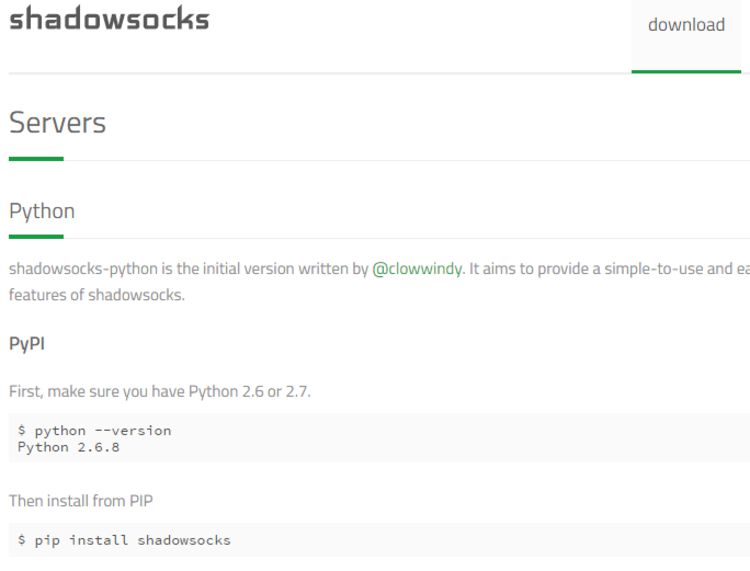 shadowsocks
download
Servers
Python
shadowsocks-python is the initial version written by @clowwindy. It aims to provide a simple-to-use and ea
features of shadowsocks.
PyPI
First, make sure you have Python 2.6 or 2.7.
$ python --version
Python 2.6.8
Then install from PIP
$ pip install shadowsocks